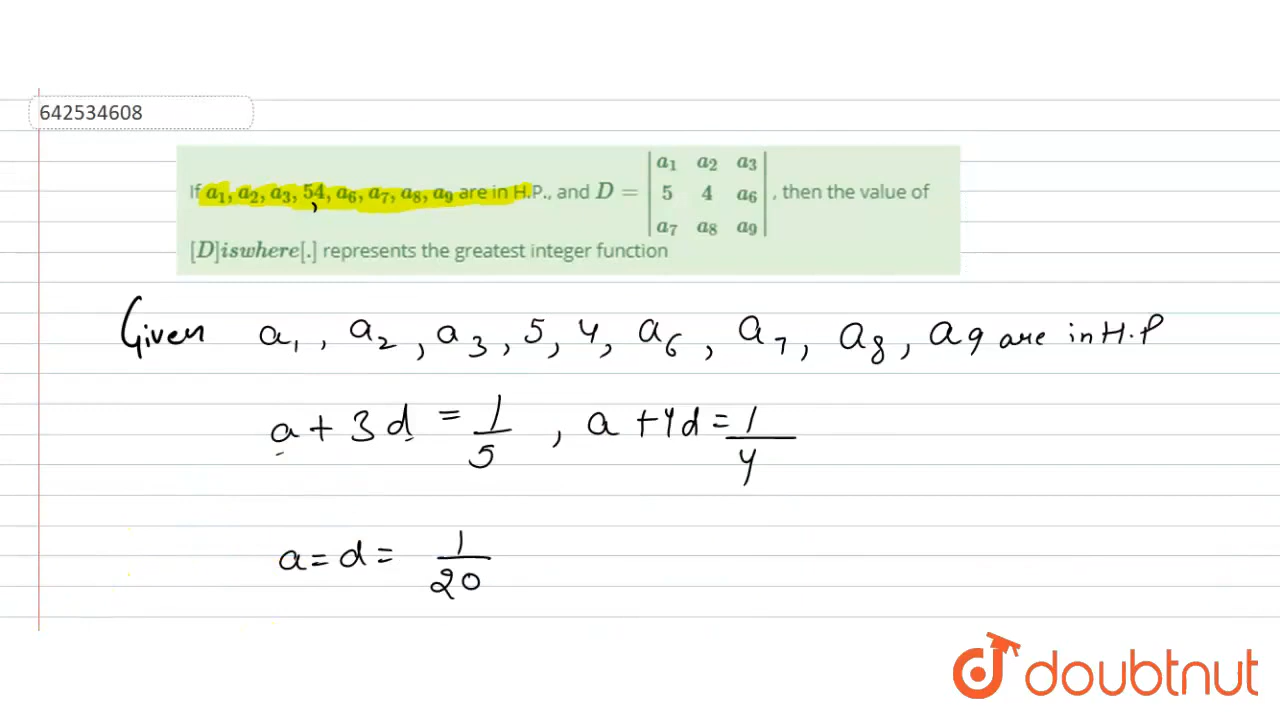 642534608
If a₁, a₂, a₃, 54, a₆, a₇, a₈, a₉ are in H.P., and D = | a₁ a₂ a₃ |
| 5 4 a₆ | , then the value of
| a₇ a₈ a₉ |
[D]iswhere[.] represents the greatest integer function
Given a₁, a₂, a₃, 5, 4, a₆, a₇, a₈, a₉ are in H.P
a + 3d = 1/5 , a + 4d = 1/4
a = d = 1/20
doubtnut